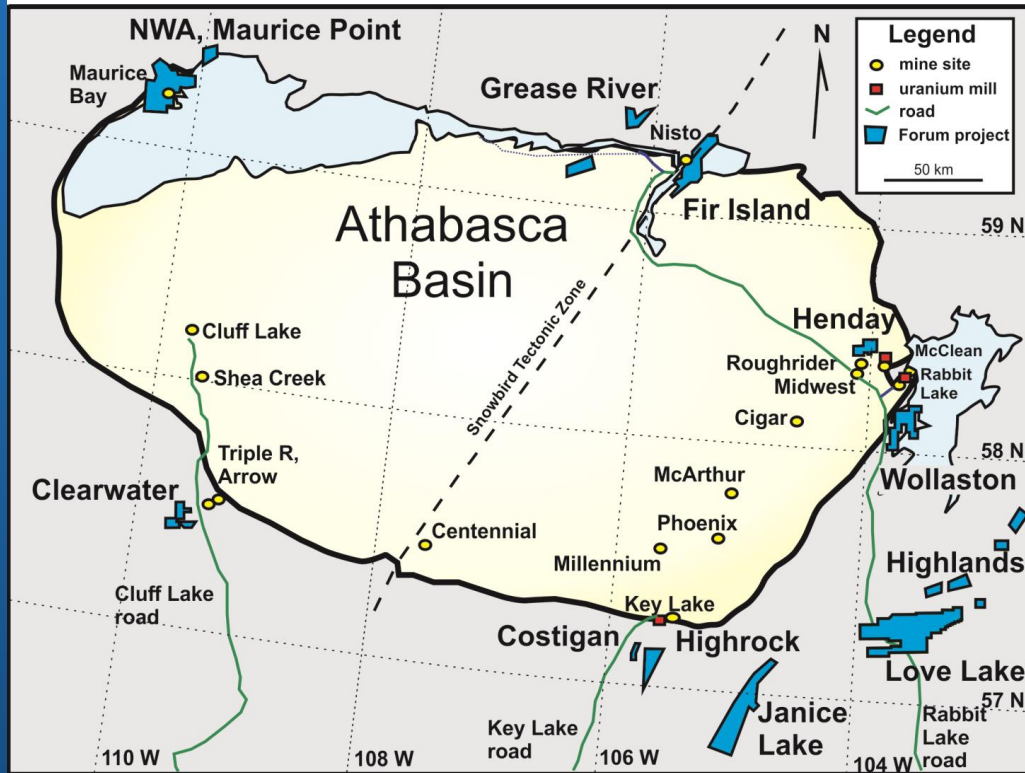 NWA, Maurice Point
Maurice
Bay
Grease River
Nisto
N
Legend
mine site
uranium mill
road
Forum project
50 km
Fir Island
59 N
Athabasca
Basin
Snowbird Tectonic Zone
Henday
McClean
Roughrider
Midwest
Rabbit
Lake
Cluff Lake
Shea Creek
Cigar
58 N
Triple R,
Arrow
Clearwater
McArthur
Wollaston
Phoenix
Centennial
Millennium
Highlands
Cluff Lake
road
Key Lake
Costigan
Highrock
Love Lake
57 N
Janice
Lake
Key Lake
road
Rabbit
Lake
road
110 W
108 W
106 W
104 W